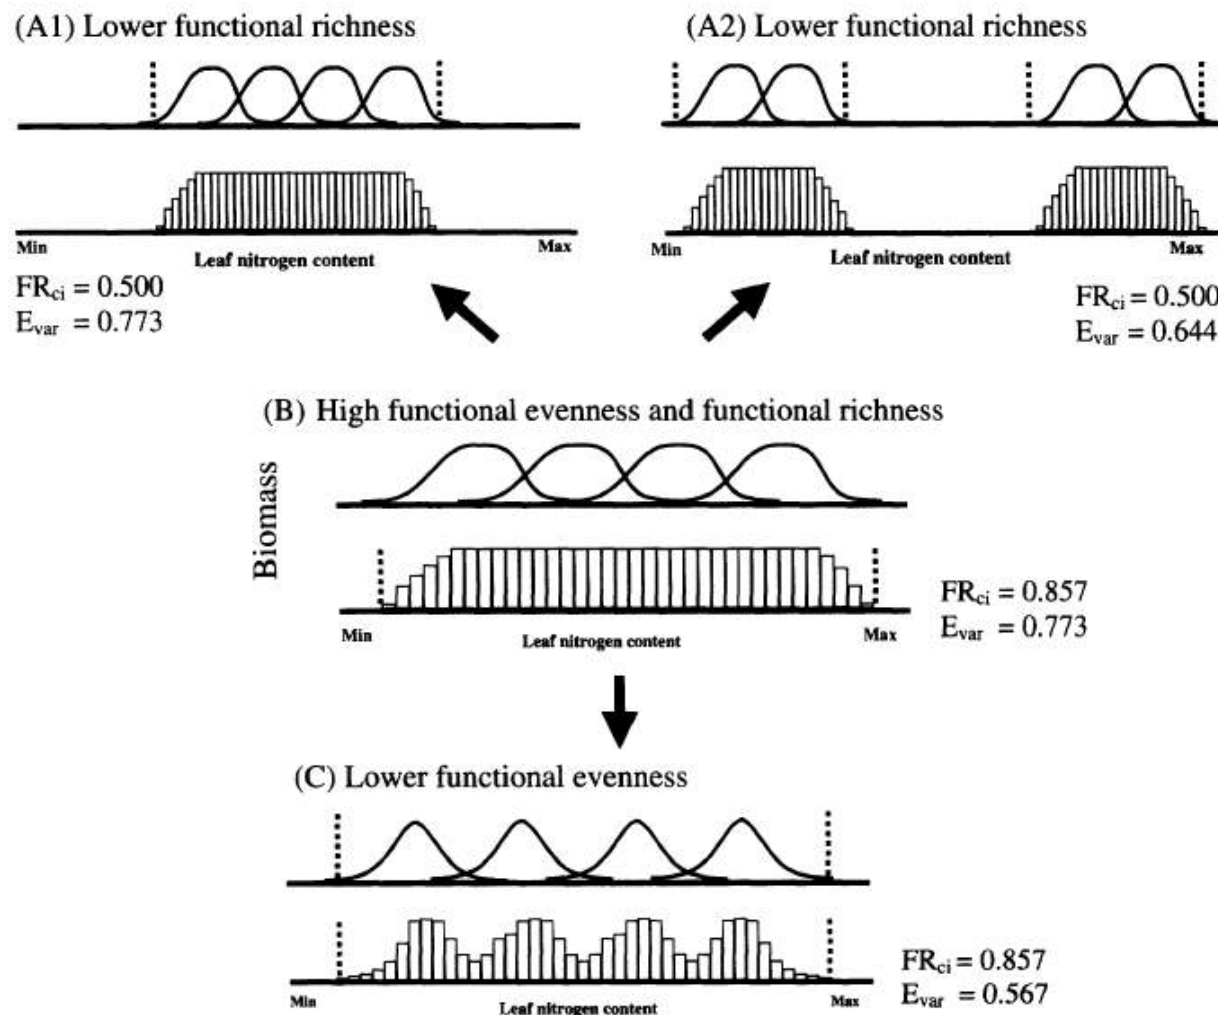 (A1) Lower functional richness
(A2) Lower functional richness
Min
Leaf nitrogen content
Max
Min
Leaf nitrogen content
Max
FRci = 0.500
Evar = 0.773
FRci = 0.500
Evar = 0.644
(B) High functional evenness and functional richness
Biomass
FRci = 0.857
Evar = 0.773
Min
Leaf nitrogen content
Max
(C) Lower functional evenness
FRci = 0.857
Evar = 0.567
Min
Leaf nitrogen content
Max